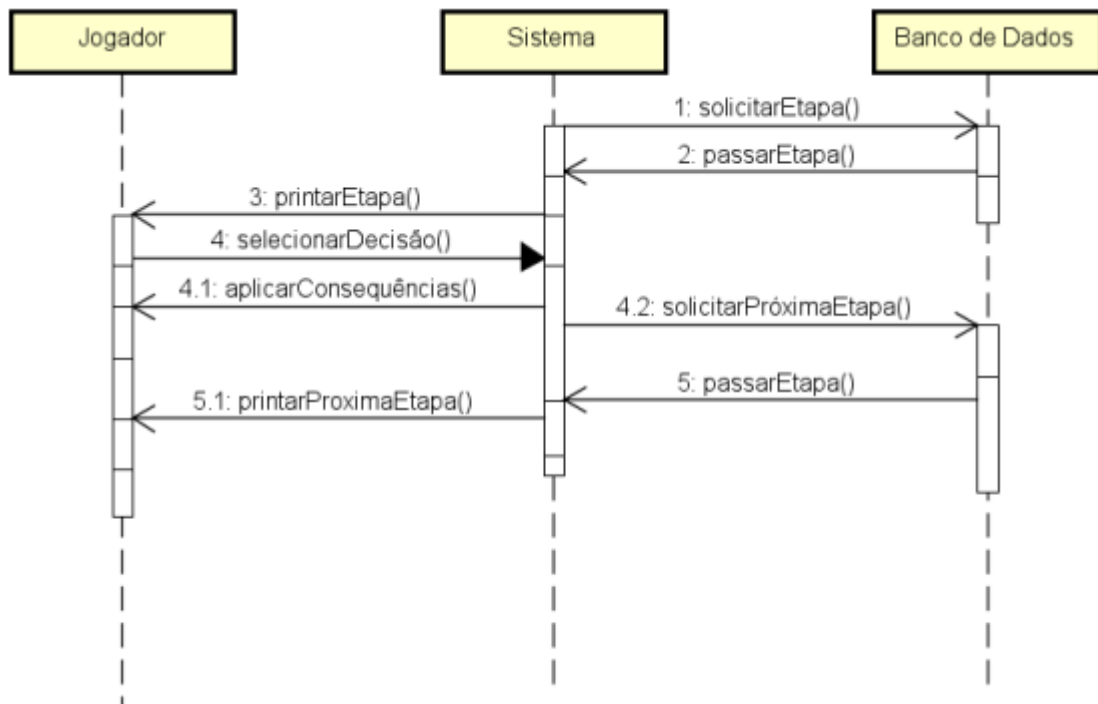 Jogador
Sistema
Banco de Dados
1: solicitarEtapa()
2: passarEtapa()
3: printarEtapa()
4: selecionarDecisão()
4.1: aplicarConsequências()
4.2: solicitarPróximaEtapa()
5: passarEtapa()
5.1: printarProximaEtapa()